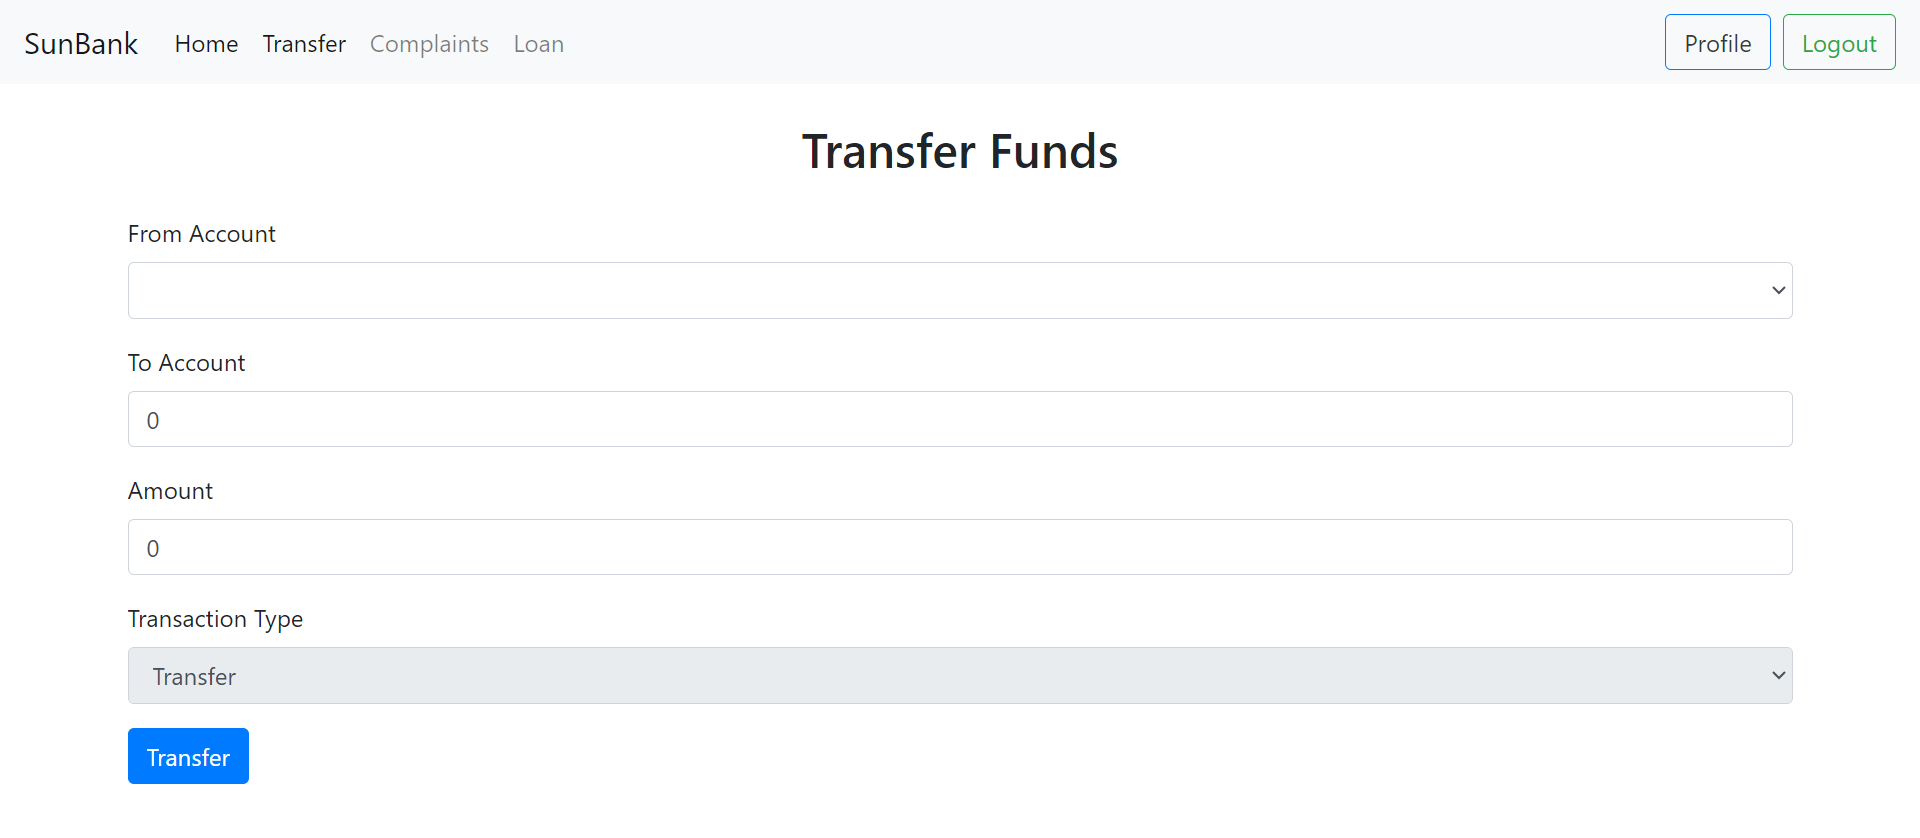 SunBank Home Transfer Complaints Loan Profile Logout
Transfer Funds
From Account
To Account
0
Amount
0
Transaction Type
Transfer
Transfer